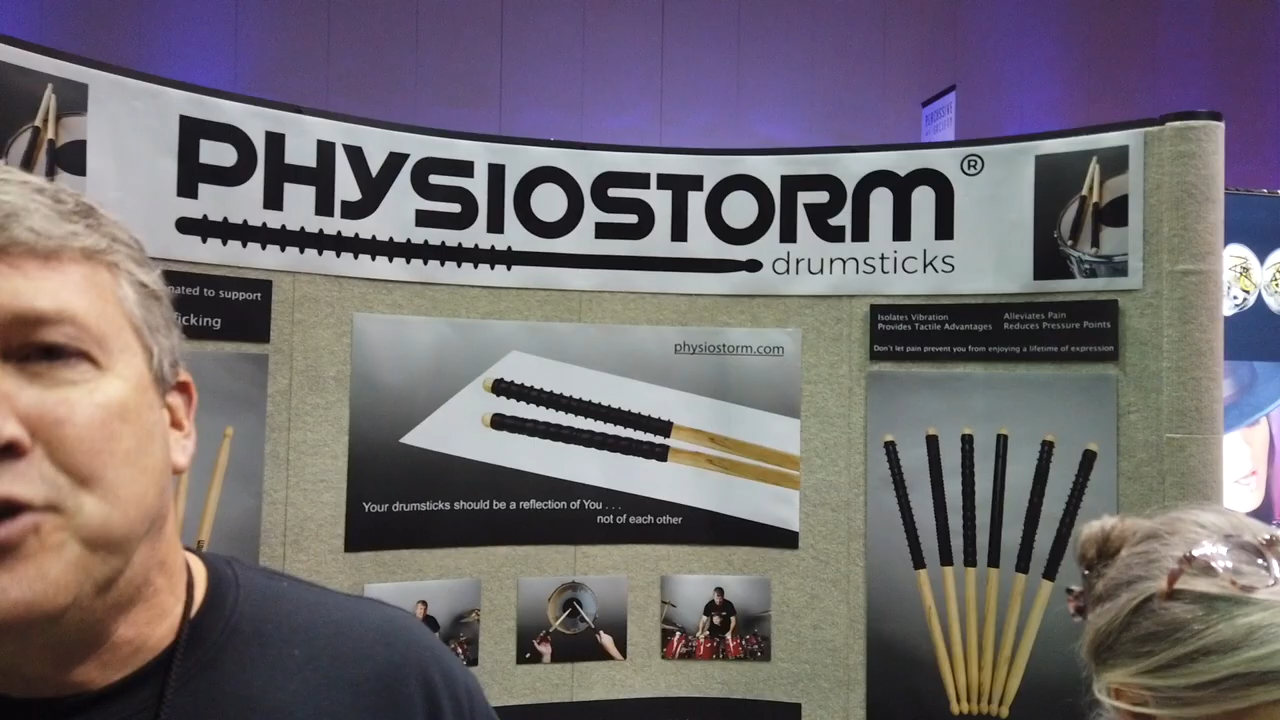 PERCUSSIVE
PHYSIOSTORM®
drumsticks
nated to support
ficking
physiostorm.com
Your drumsticks should be a reflection of You . . .
not of each other
Isolates Vibration Alleviates Pain
Provides Tactile Advantages Reduces Pressure Points
Don't let pain prevent you from enjoying a lifetime of expression